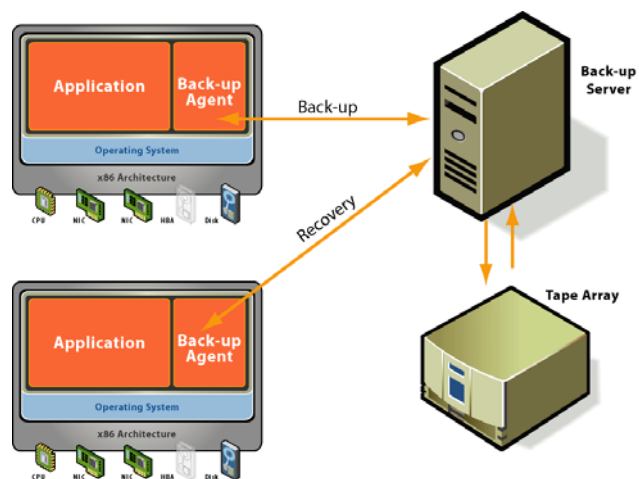 Application
Back-up
Agent
Operating System
x86 Architecture
CPU
NIC
NIC
HBA
Disk
Back-up
Back-up
Server
Recovery
Tape Array
Application
Back-up
Agent
Operating System
x86 Architecture
CPU
NIC
NIC
HBA
Disk